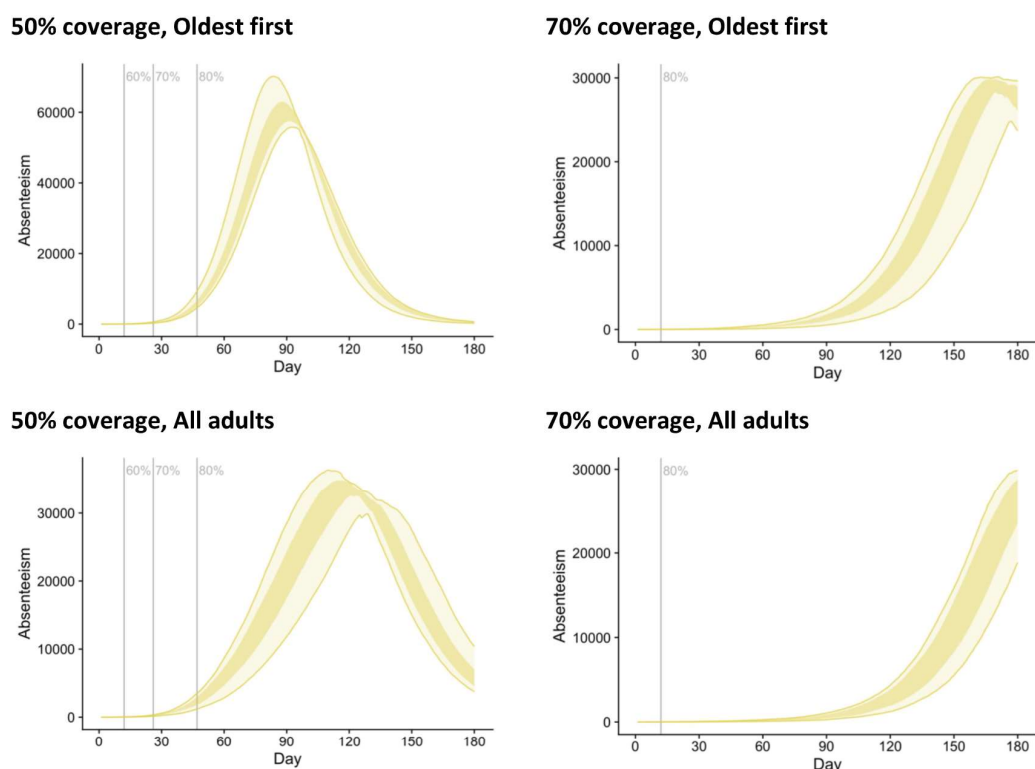 50% coverage, Oldest first
60% 70% 80%
60000
40000
20000
0
Absenteeism
0 30 60 90 120 150 180
Day
70% coverage, Oldest first
80%
30000
20000
10000
0
Absenteeism
0 30 60 90 120 150 180
Day
50% coverage, All adults
60% 70% 80%
30000
20000
10000
0
Absenteeism
0 30 60 90 120 150 180
Day
70% coverage, All adults
80%
30000
20000
10000
0
Absenteeism
0 30 60 90 120 150 180
Day